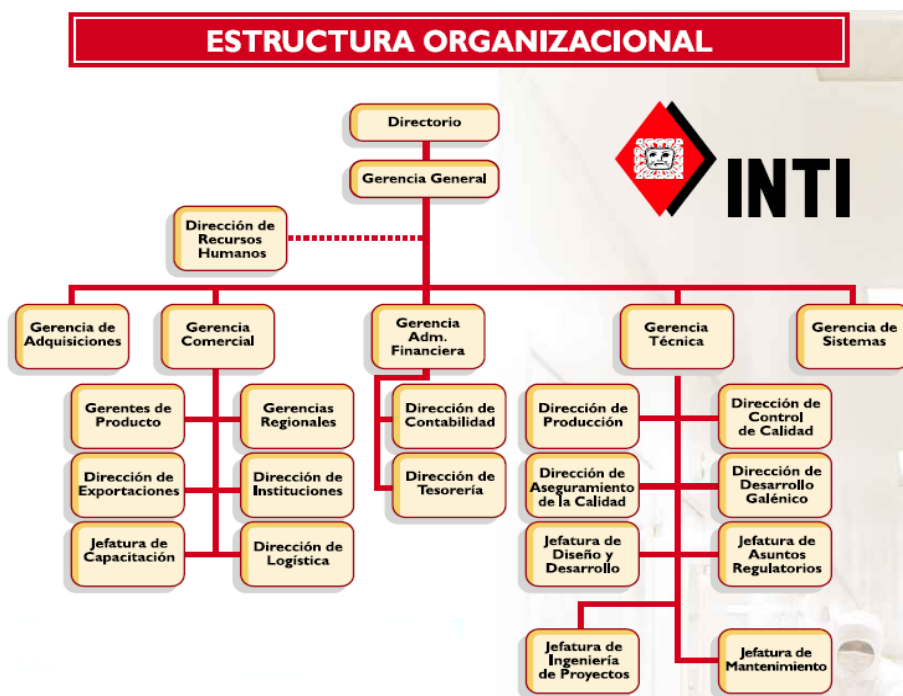 ESTRUCTURA ORGANIZACIONAL
Directorio
Gerencia General
INTI
Dirección de
Recursos
Humanos
Gerencia de
Adquisiciones
Gerencia
Comercial
Gerencia
Adm.
Financiera
Gerencia
Técnica
Gerencia de
Sistemas
Gerentes de
Producto
Gerencias
Regionales
Dirección de
Contabilidad
Dirección de
Producción
Dirección de
Control
de Calidad
Dirección de
Exportaciones
Dirección de
Instituciones
Dirección de
Tesorería
Dirección de
Aseguramiento
de la Calidad
Dirección de
Desarrollo
Galénico
Jefatura de
Capacitación
Dirección de
Logística
Jefatura de
Diseño y
Desarrollo
Jefatura de
Asuntos
Regulatorios
Jefatura de
Ingeniería
de Proyectos
Jefatura de
Mantenimiento